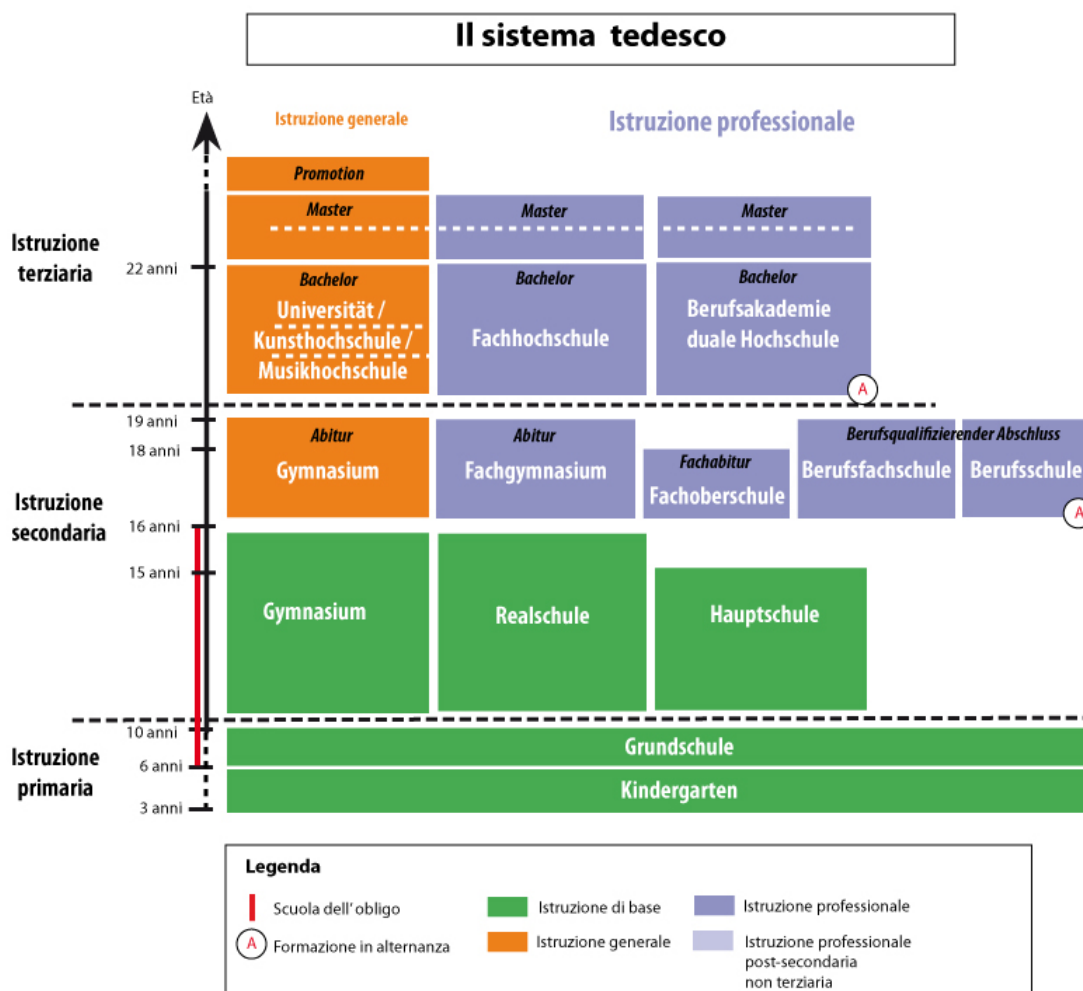 Il sistema tedesco
Età
Istruzione generale
Istruzione professionale
Promotion
Master
Master
Master
Istruzione
terziaria
22 anni
Bachelor
Universität /
Kunsthochschule /
Musikhochschule
Bachelor
Fachhochschule
Bachelor
Berufsakademie
duale Hochschule
A
19 anni
18 anni
Abitur
Gymnasium
Abitur
Fachgymnasium
Fachabitur
Fachoberschule
Berufsqualifizierender Abschluss
Berufsfachschule
Berufsschule
A
Istruzione
secondaria
16 anni
15 anni
Gymnasium
Realschule
Hauptschule
10 anni
Grundschule
Istruzione
primaria
6 anni
Kindergarten
3 anni
Legenda
Scuola dell'obligo
A Formazione in alternanza
Istruzione di base
Istruzione generale
Istruzione professionale
Istruzione professionale
post-secondaria
non terziaria